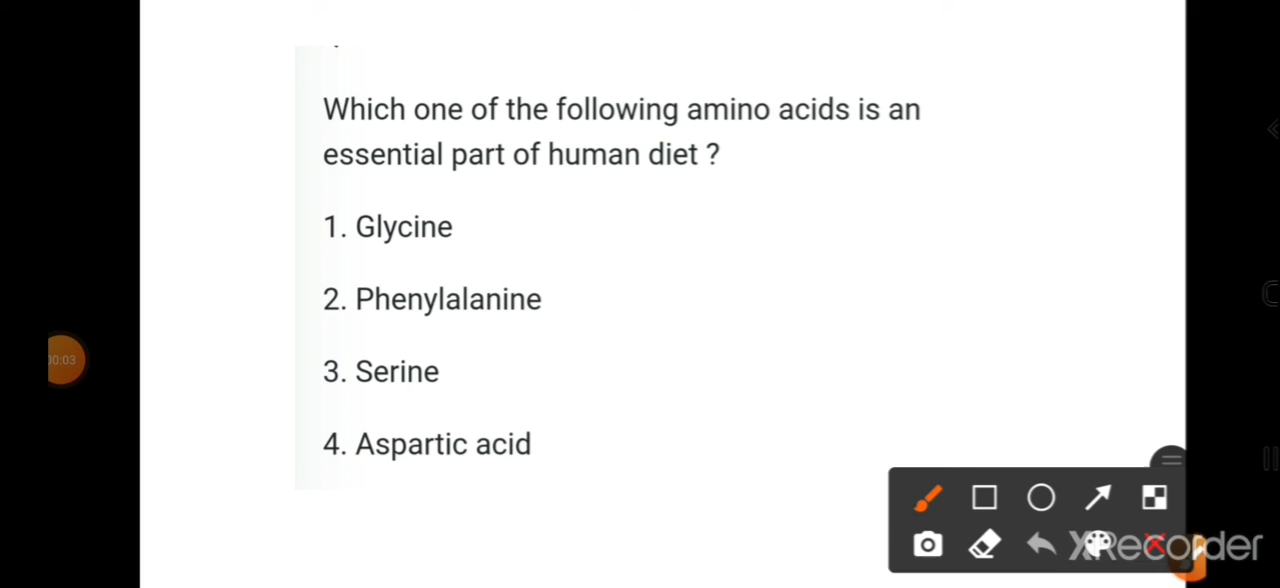 Which one of the following amino acids is an
essential part of human diet ?
1. Glycine
2. Phenylalanine
3. Serine
4. Aspartic acid
00:03
XRecorder